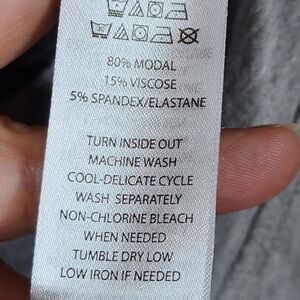 80% MODAL
15% VISCOSE
5% SPANDEX/ELASTANE
TURN INSIDE OUT
MACHINE WASH
COOL-DELICATE CYCLE
WASH SEPARATELY
NON-CHLORINE BLEACH
WHEN NEEDED
TUMBLE DRY LOW
LOW IRON IF NEEDED